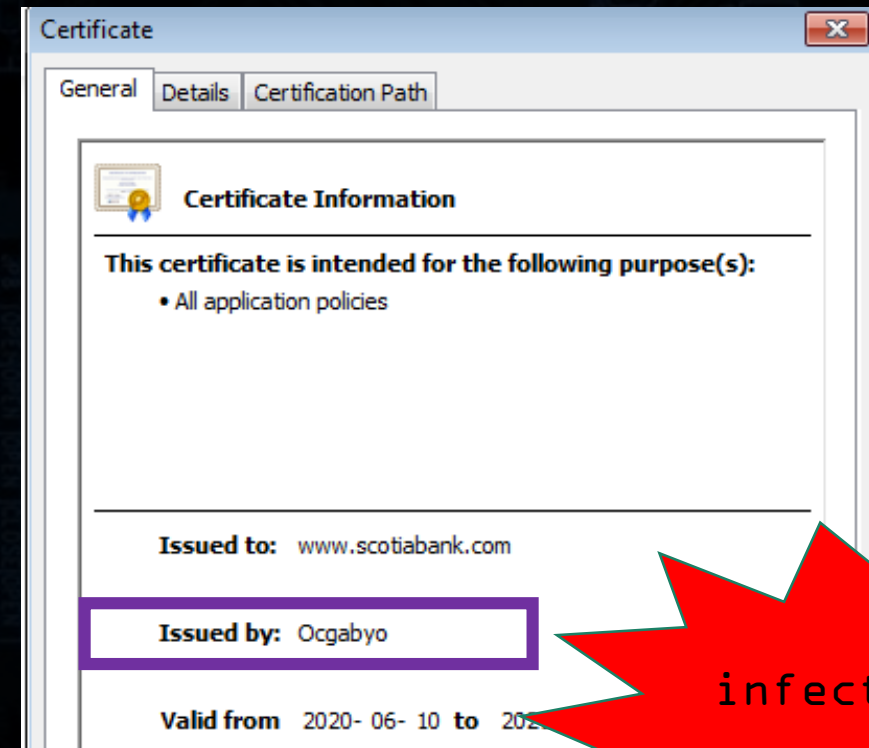 Certificate
General Details Certification Path
Certificate Information
This certificate is intended for the following purpose(s):
• All application policies
Issued to: www.scotiabank.com
Issued by: Ocgabyo
infect
Valid from 2020- 06- 10 to 202